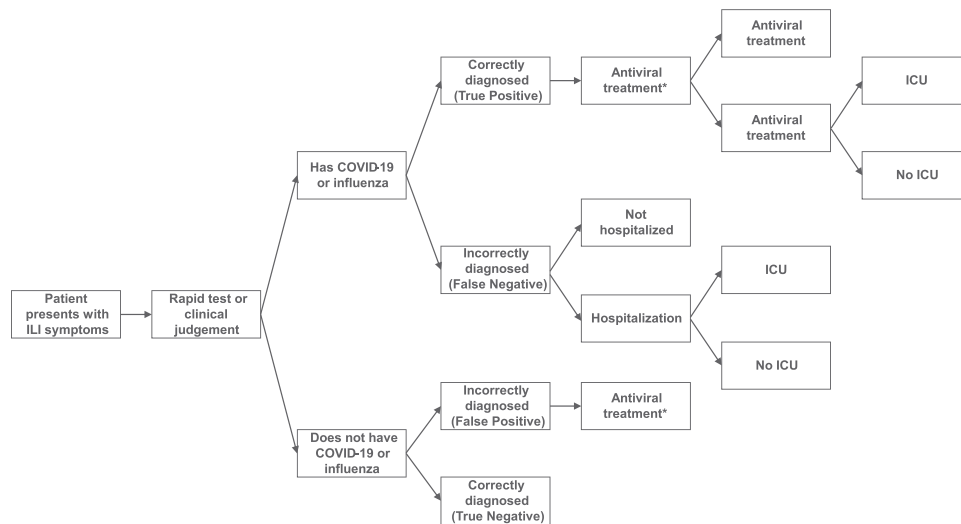 Antiviral
treatment
Correctly
diagnosed
(True Positive)
Antiviral
treatment*
ICU
Antiviral
treatment
Has COVID-19
or influenza
No ICU
Not
hospitalized
Incorrectly
diagnosed
(False Negative)
ICU
Patient
presents with
ILI symptoms
Rapid test or
clinical
judgement
Hospitalization
No ICU
Incorrectly
diagnosed
(False Positive)
Antiviral
treatment*
Does not have
COVID-19 or
influenza
Correctly
diagnosed
(True Negative)